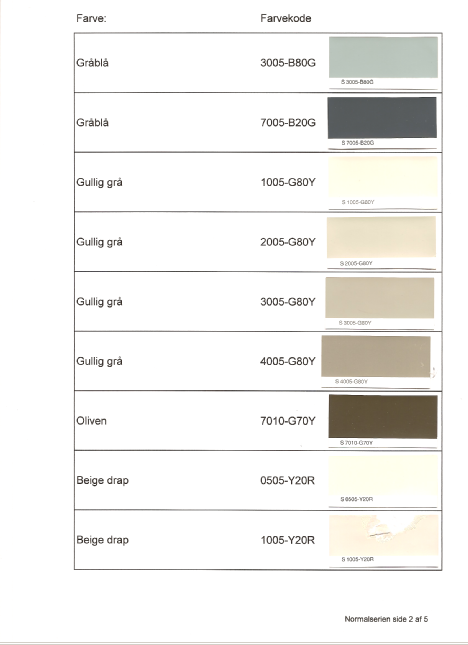 Farve: Farvekode
Gråblå 3005-B80G
S 3005-B80G
Gråblå 7005-B20G
S 7005-B20G
Gullig grå 1005-G80Y
S 1005-G80Y
Gullig grå 2005-G80Y
S 2005-G80Y
Gullig grå 3005-G80Y
S 3005-G80Y
Gullig grå 4005-G80Y
S 4005-G80Y
Oliven 7010-G70Y
S 7010-G70Y
Beige drap 0505-Y20R
S 0505-Y20R
Beige drap 1005-Y20R
S 1005-Y20R
Normalserien side 2 af 5